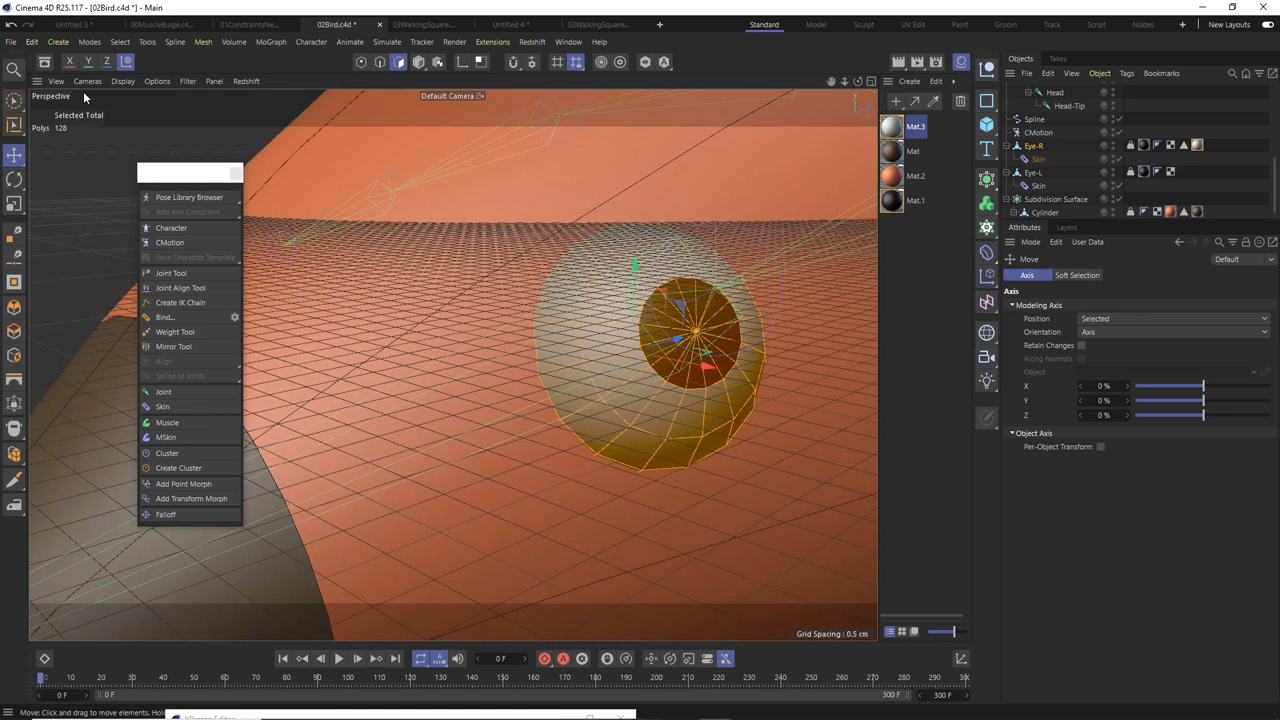 Cinema 4D R25.117 - [02Bird.c4d *] - Main
Untitled 3 *
00MuscleBulge.c4d *
01ConstraintsNe...
02Bird.c4d *
03WalkingSquare...
Untitled 4 *
03WalkingSquare...
Standard
Model
Sculpt
UV Edit
Paint
Groom
Track
Script
Nodes
New Layouts
File Edit Create Modes Select Tools Spline Mesh Volume MoGraph Character Animate Simulate Tracker Render Extensions Redshift Window Help
X Y Z
Objects Takes
View Cameras Display Options Filter Panel Redshift
Create Edit
File Edit View Object Tags Bookmarks
Perspective
Default Camera
Y
Selected Total
Polys 128
Mat.3
Mat
Mat.2
Mat.1
Head
Head-Tip
Spline
CMotion
Eye-R
Skin
Eye-L
Skin
Subdivision Surface
Cylinder
Pose Library Browser
Add Aim Constraint
Character
CMotion
Save Character Template
Joint Tool
Joint Align Tool
Create IK Chain
Bind...
Weight Tool
Mirror Tool
Align
Spline to Joints
Joint
Skin
Muscle
MSkin
Cluster
Create Cluster
Add Point Morph
Add Transform Morph
Falloff
Attributes Layers
Mode Edit User Data
Move
Default
Axis
Soft Selection
Axis
Modeling Axis
Position Selected
Orientation Axis
Retain Changes
Along Normals
Object
X 0 %
Y 0 %
Z 0 %
Object Axis
Per-Object Transform
Grid Spacing : 0.5 cm
0 F
0 10 20 30 40 50 60 70 80 90 100 110 120 130 140 150 160 170 180 190 200 210 220 230 240 250 260 270 280 290 30
0 F
0 F
300 F
300 F
Move: Click and drag to move elements. Hol